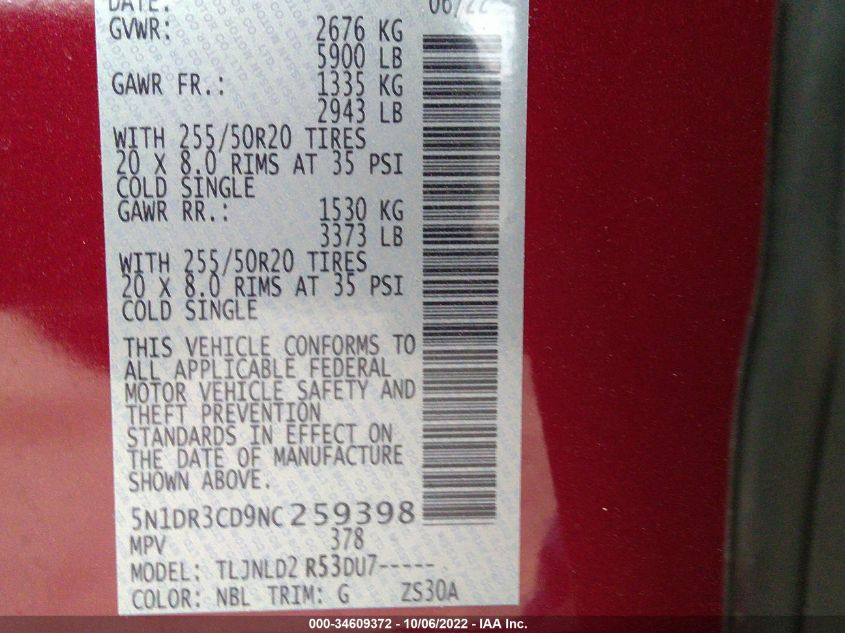 DATE: 06/22
GVWR: 2676 KG
5900 LB
GAWR FR.: 1335 KG
2943 LB
WITH 255/50R20 TIRES
20 X 8.0 RIMS AT 35 PSI
COLD SINGLE
GAWR RR.: 1530 KG
3373 LB
WITH 255/50R20 TIRES
20 X 8.0 RIMS AT 35 PSI
COLD SINGLE
THIS VEHICLE CONFORMS TO
ALL APPLICABLE FEDERAL
MOTOR VEHICLE SAFETY AND
THEFT PREVENTION
STANDARDS IN EFFECT ON
THE DATE OF MANUFACTURE
SHOWN ABOVE.
5N1DR3CD9NC259398
MPV 378
MODEL: TLJNLD2 R53DU7-----
COLOR: NBL TRIM: G ZS30A
000-34609372 - 10/06/2022 - IAA Inc.